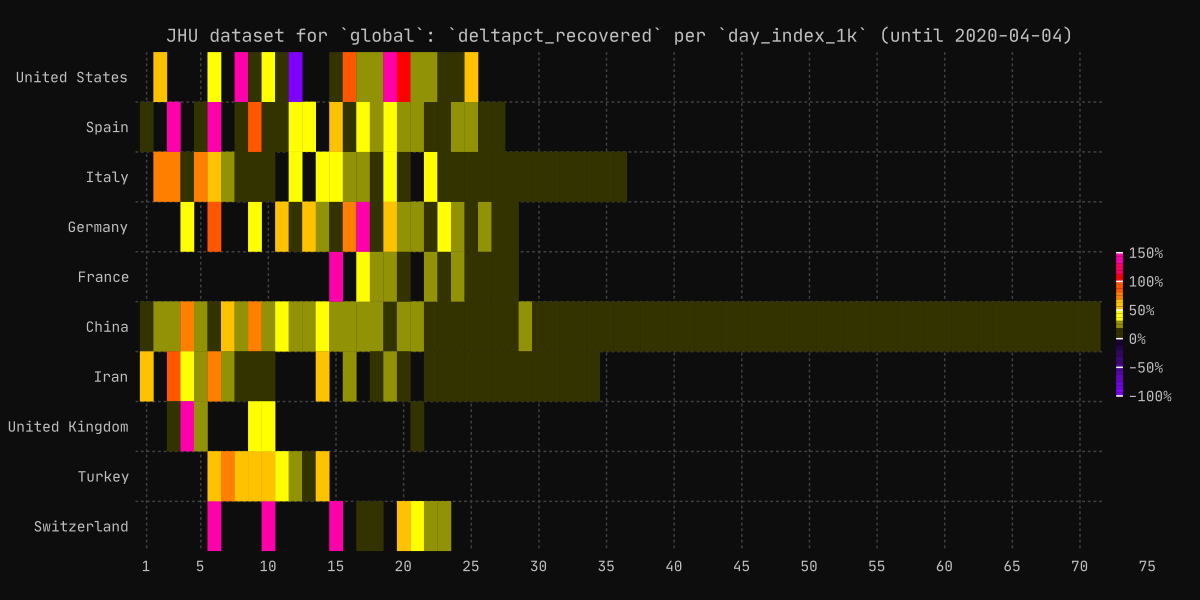 JHU dataset for `global`: `deltapct_recovered` per `day_index_1k` (until 2020-04-04)
United States
Spain
Italy
Germany
France
China
Iran
United Kingdom
Turkey
Switzerland
150%
100%
50%
0%
−50%
−100%
1 5 10 15 20 25 30 35 40 45 50 55 60 65 70 75